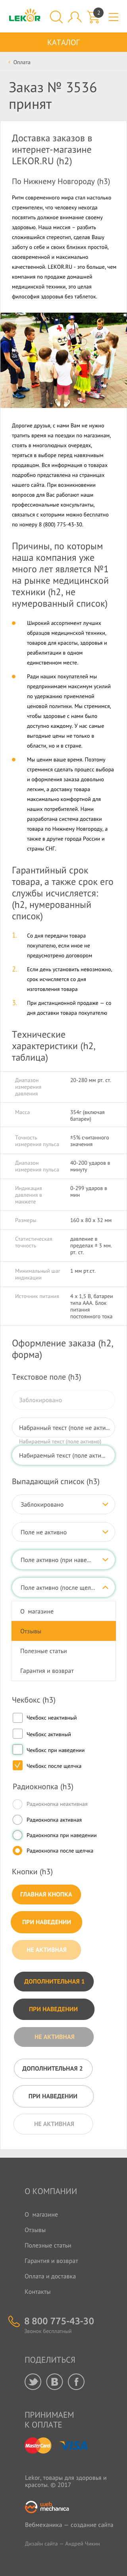 LEKOR
2
КАТАЛОГ
Оплата
Заказ № 3536
принят
Доставка заказов в
интернет-магазине
LEKOR.RU (h2)
По Нижнему Новгороду (h3)
Ритм современного мира стал насколько
стремителен, что человеку некогда
посвятить должное внимание своему
здоровью. Наша миссия – разбить
сложившийся стереотип, сделав Вашу
заботу о себе и своих близких простой,
своевременной и максимально
качественной. LEKOR.RU - это больше, чем
компания по продаже домашней
медицинской техники, это целая
философия здоровья без таблеток.
Дорогие друзья, с нами Вам не нужно
тратить время на поездки по магазинам,
стоять в многолюдных очередях,
теряться в выборе перед навязчивым
продавцом. Вся информация о товарах
подробно представлена на страницах
нашего сайта. При возникновении
вопросов для Вас работают наши
профессиональные консультанты,
связаться с которыми можно бесплатно
по номеру 8 (800) 775-43-30.
Причины, по которым
наша компания уже
много лет является №1
на рынке медицинской
техники (h2, не
нумерованный список)
Широкий ассортимент лучших
образцов медицинской техники,
товаров для красоты, здоровья и
реабилитации в одном
единственном месте.
Ради наших покупателей мы
предпринимаем максимум усилий
по удержанию приемлемой
ценовой политики. Мы стремимся,
чтобы здоровье с нами было
доступно каждому. У нас самые
выгодные цены не только в
области, но и в стране.
Мы ценим ваше время. Поэтому
стремимся сделать процесс выбора
и оформления заказа довольно
легким, а доставку товара
максимально комфортной для
наших потребителей. Нами
разработана система доставки
товара по Нижнему Новгороду, а
также в другие города России и
страны СНГ.
Гарантийный срок
товара, а также срок его
службы исчисляется:
(h2, нумерованный
список)
1. Со дня передачи товара
покупателю, если иное не
предусмотрено договором
2. Если день установить невозможно,
срок исчисляется со дня
изготовления товара
3. При дистанционной продаже — со
дня доставки товара покупателю
Технические
характеристики (h2,
таблица)
Диапазон измерения давления 20-280 мм рт. ст.
Масса 354г (включая батареи)
Точность измерения пульса ±5% считанного значения
Диапазон измерения пульса 40-200 ударов в минуту
Индикация давления в манжете 0-299 ударов в мин
Размеры 160 x 80 x 32 мм
Статистическая точность давление в пределах ± 3 мм. рт. ст.
Минимальный шаг индикации 1 мм рт.ст.
Источник питания 4 x 1,5 В, батареи типа ААА. Блок питания постоянного тока
Оформление заказа (h2,
форма)
Текстовое поле (h3)
Заблокировано
Набранный текст (поле не акти...
Набираемый текст (поле активно)
Набираемый текст (поле акти...
Выпадающий список (h3)
Заблокировано
Поле не активно
Поле активно (при наве...
Поле активно (после щел...
О магазине
Отзывы
Полезные статьи
Гарантия и возврат
Чекбокс (h3)
Чекбокс неактивный
Чекбокс активный
Чекбокс при наведении
Чекбокс после щелчка
Радиокнопка (h3)
Радиокнопка неактивная
Радиокнопка активная
Радиокнопка при наведении
Радиокнопка после щелчка
Кнопки (h3)
ГЛАВНАЯ КНОПКА
ПРИ НАВЕДЕНИИ
НЕ АКТИВНАЯ
ДОПОЛНИТЕЛЬНАЯ 1
ПРИ НАВЕДЕНИИ
НЕ АКТИВНАЯ
ДОПОЛНИТЕЛЬНАЯ 2
ПРИ НАВЕДЕНИИ
НЕ АКТИВНАЯ
О КОМПАНИИ
О магазине
Отзывы
Полезные статьи
Гарантия и возврат
Оплата и доставка
Контакты
8 800 775-43-30
Звонок бесплатный
ПОДЕЛИТЬСЯ
ПРИНИМАЕМ
К ОПЛАТЕ
MasterCard VISA
Lekor, товары для здоровья и
красоты. © 2017
web
mechanica
Вебмеханика — создание сайта
Дизайн сайта — Андрей Чижик